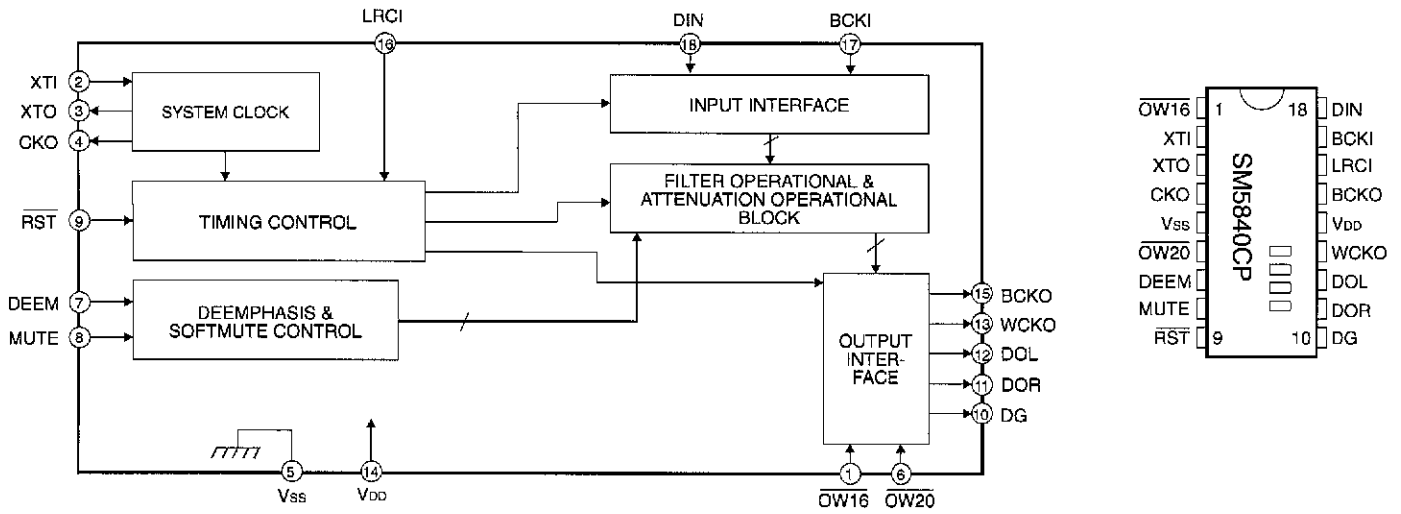 LRCI
DIN
BCKI
16
18
17
XTI
2
XTO
3
CKO
4
SYSTEM CLOCK
INPUT INTERFACE
RST
9
TIMING CONTROL
FILTER OPERATIONAL &
ATTENUATION OPERATIONAL
BLOCK
DEEM
7
MUTE
8
DEEMPHASIS &
SOFTMUTE CONTROL
OUTPUT
INTER-
FACE
15
BCKO
13
WCKO
12
DOL
11
DOR
10
DG
5
14
1
6
VSS
VDD
OW16
OW20
OW16
1
18
DIN
XTI
BCKI
XTO
LRCI
CKO
BCKO
VSS
VDD
OW20
WCKO
DEEM
DOL
MUTE
DOR
RST
9
10
DG
SM5840CP